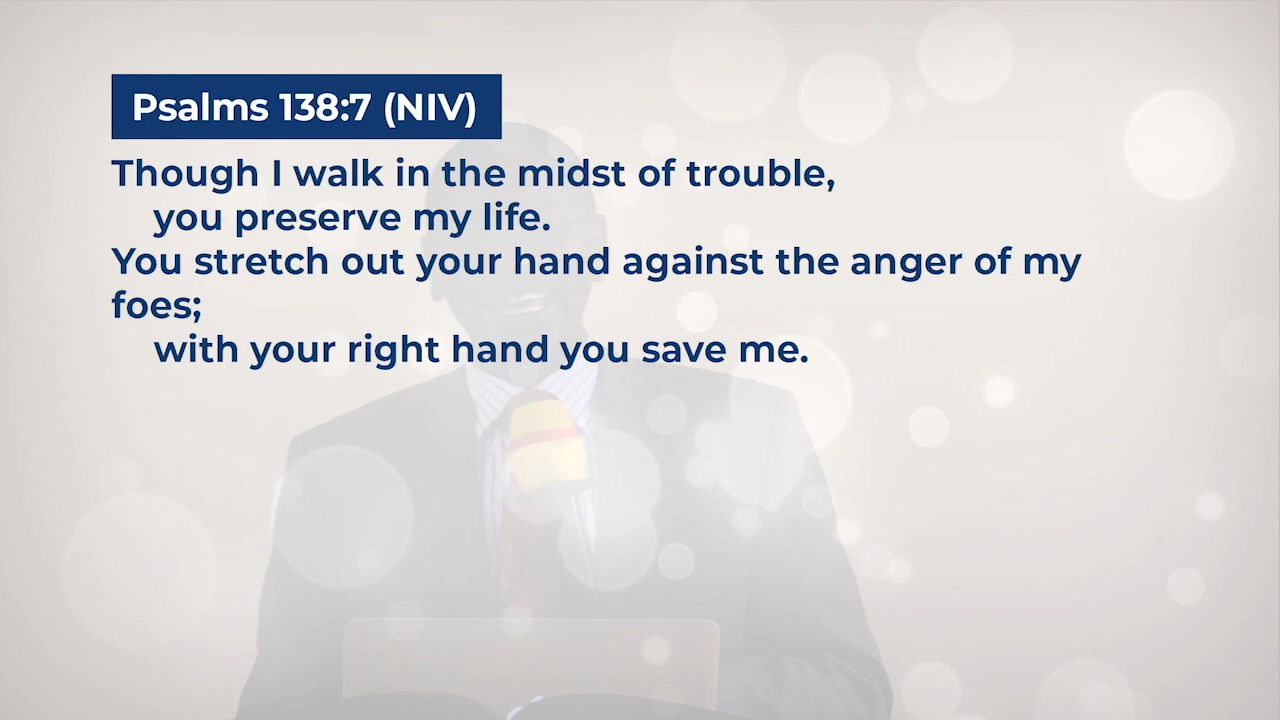 Psalms 138:7 (NIV)
Though I walk in the midst of trouble,
you preserve my life.
You stretch out your hand against the anger of my
foes;
with your right hand you save me.